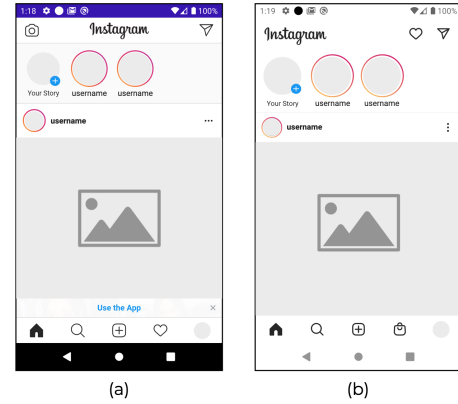 1:18 100%
Instagram
Your Story username username
username
Use the App
(a)
1:19 100%
Instagram
Your Story username username
username
(b)